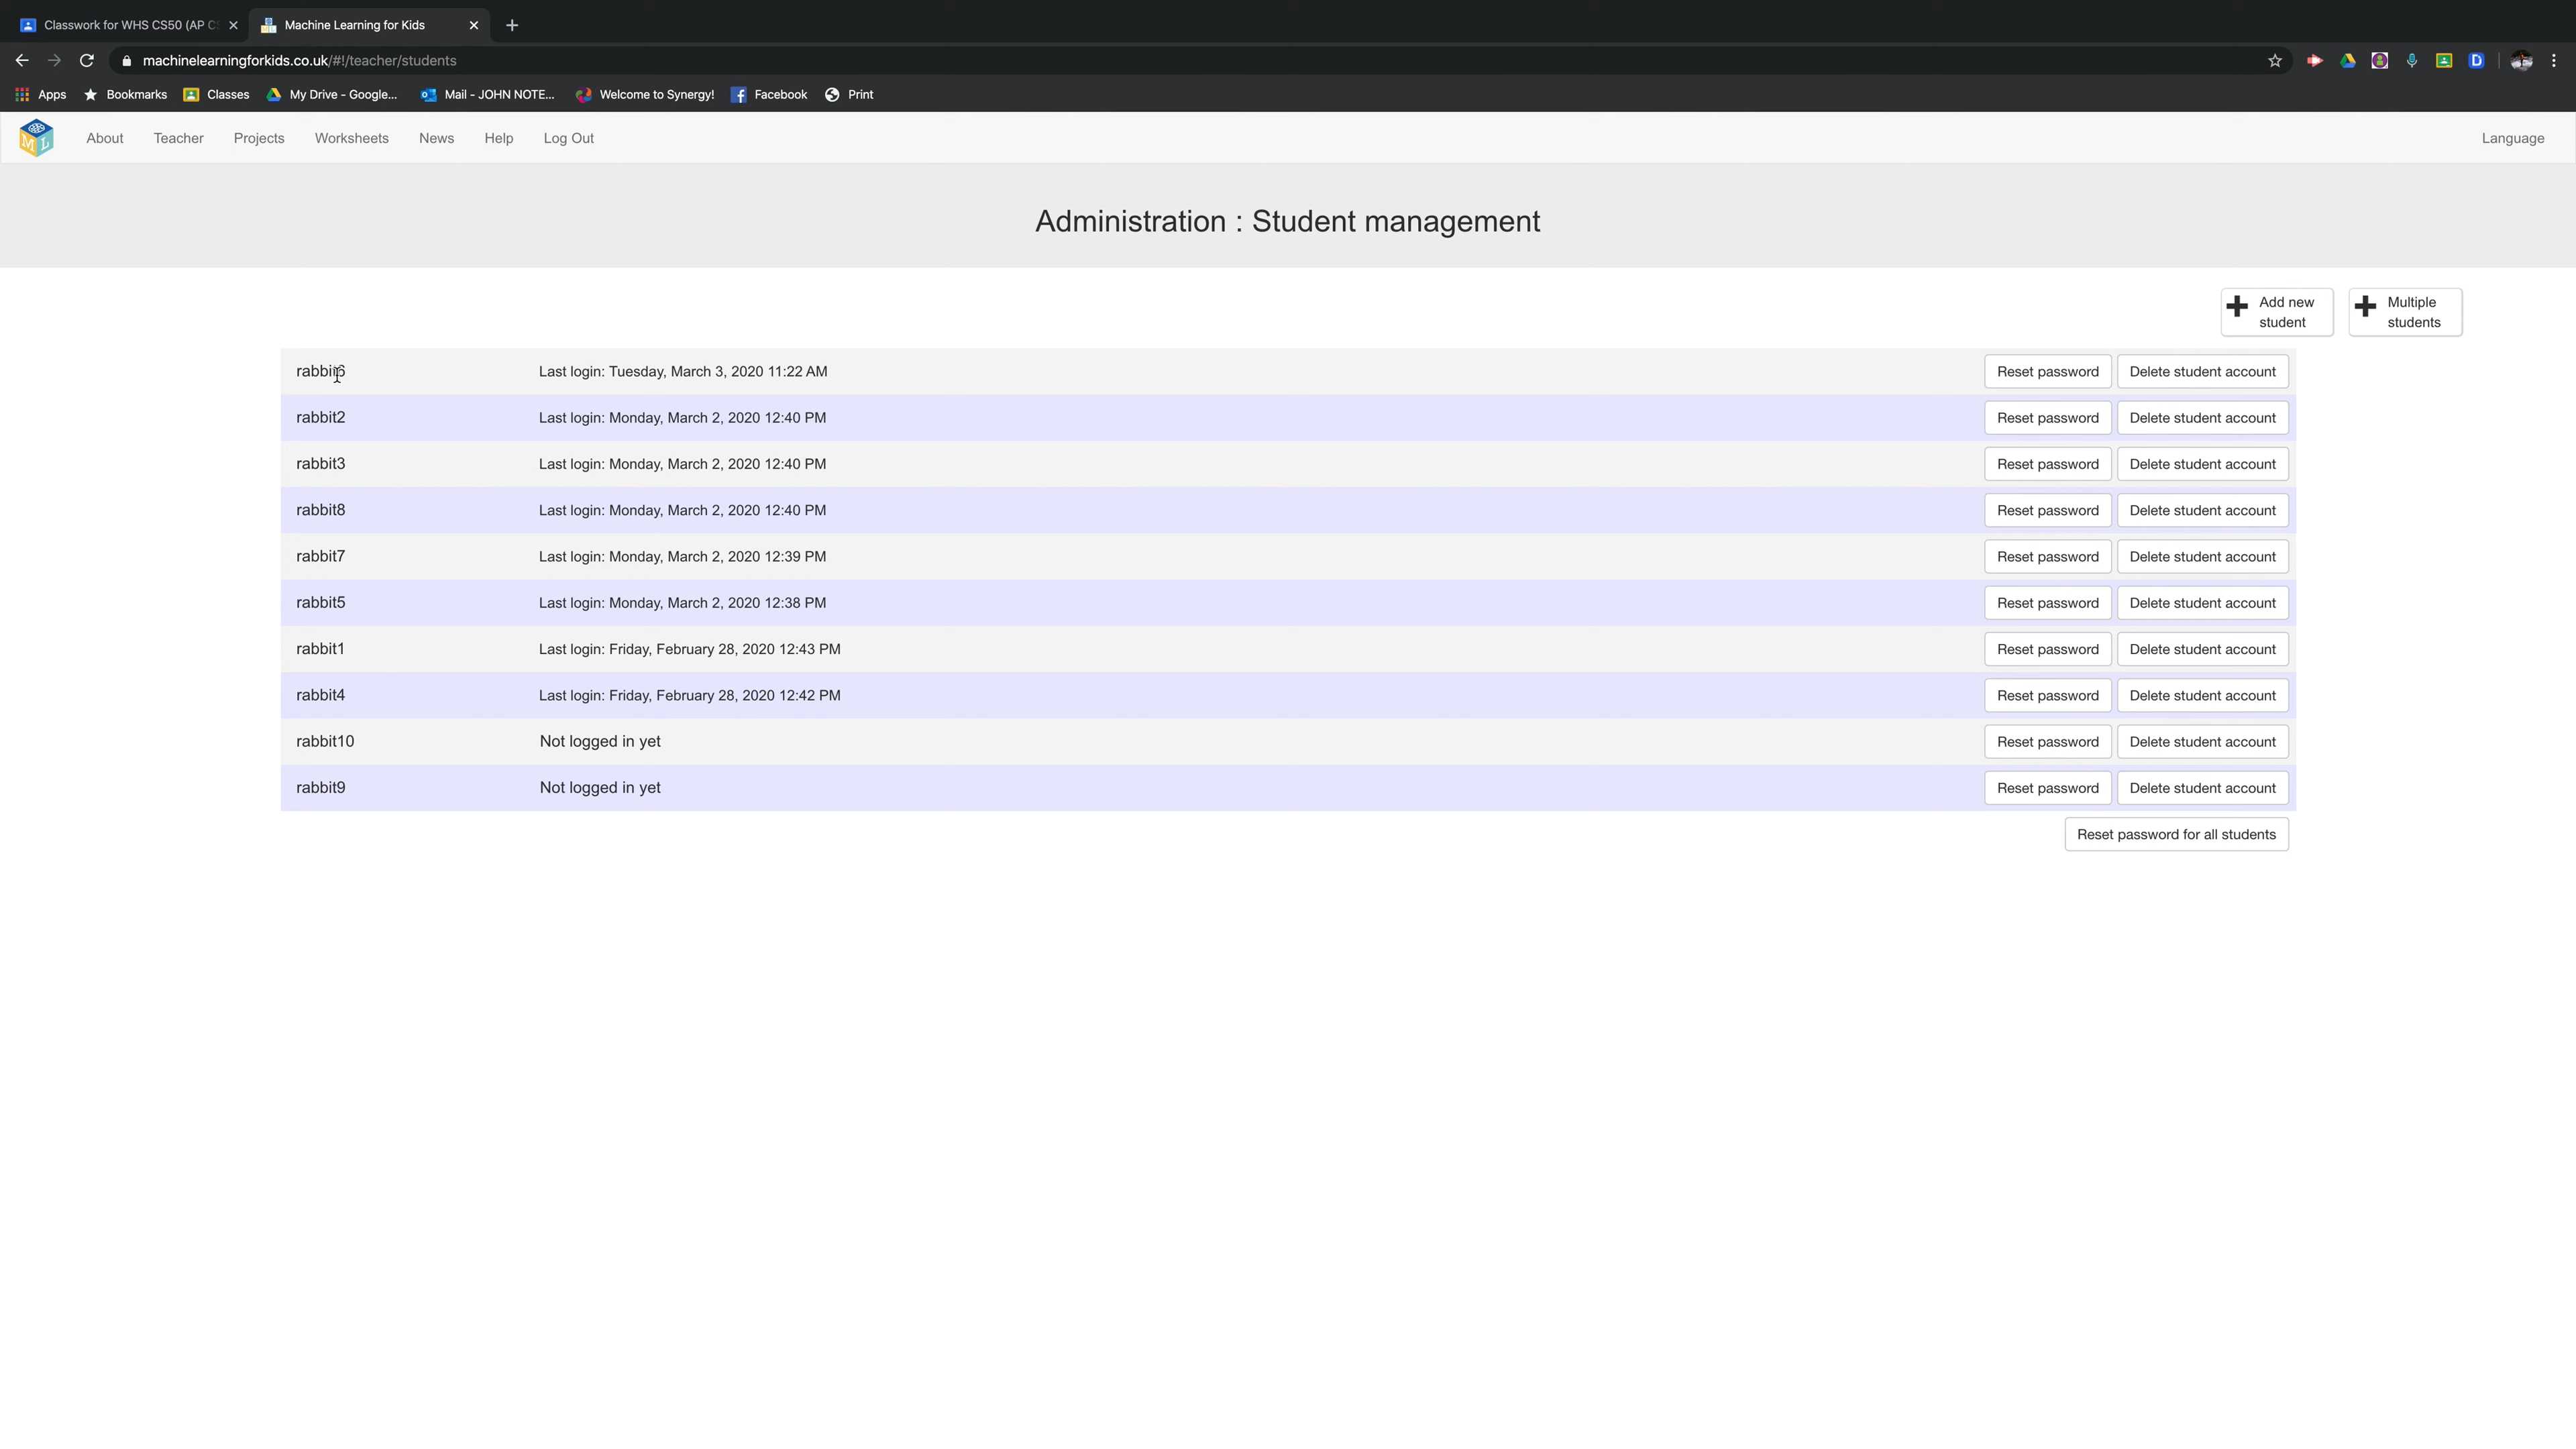 Classwork for WHS CS50 (AP CS
Machine Learning for Kids
machinelearningforkids.co.uk/#!/teacher/students
Apps Bookmarks Classes My Drive - Google... Mail - JOHN NOTE... Welcome to Synergy! Facebook Print
ML About Teacher Projects Worksheets News Help Log Out Language
Administration : Student management
Add new student
Multiple students
rabbit6 Last login: Tuesday, March 3, 2020 11:22 AM Reset password Delete student account
rabbit2 Last login: Monday, March 2, 2020 12:40 PM Reset password Delete student account
rabbit3 Last login: Monday, March 2, 2020 12:40 PM Reset password Delete student account
rabbit8 Last login: Monday, March 2, 2020 12:40 PM Reset password Delete student account
rabbit7 Last login: Monday, March 2, 2020 12:39 PM Reset password Delete student account
rabbit5 Last login: Monday, March 2, 2020 12:38 PM Reset password Delete student account
rabbit1 Last login: Friday, February 28, 2020 12:43 PM Reset password Delete student account
rabbit4 Last login: Friday, February 28, 2020 12:42 PM Reset password Delete student account
rabbit10 Not logged in yet Reset password Delete student account
rabbit9 Not logged in yet Reset password Delete student account
Reset password for all students